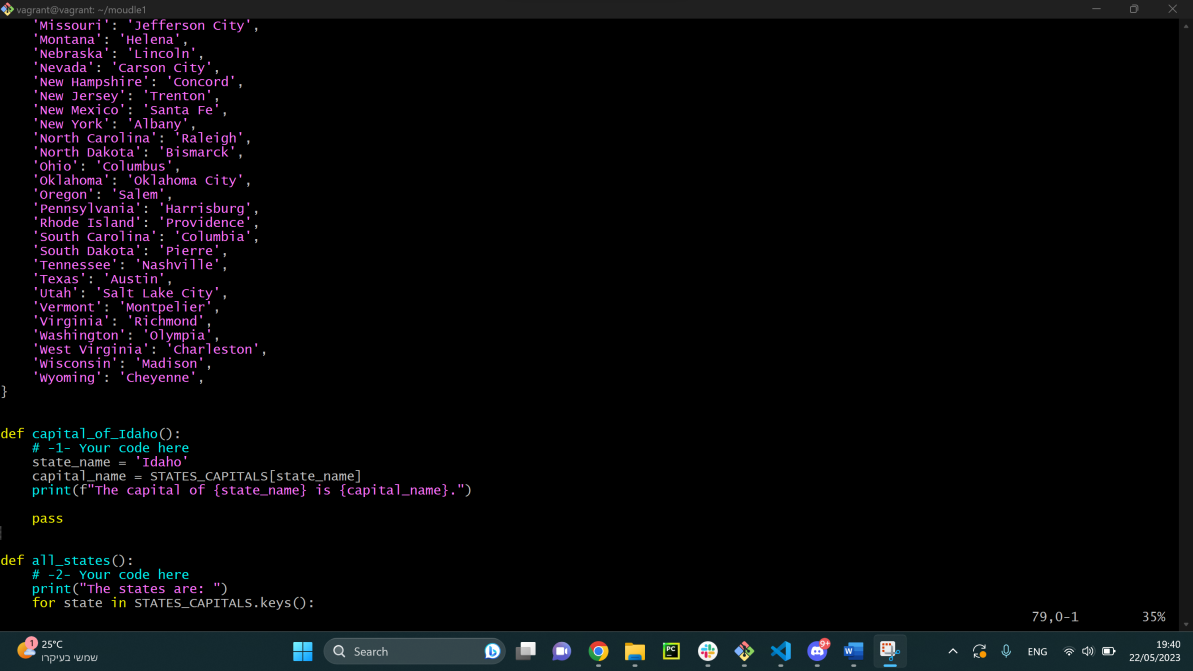 vagrant@vagrant: ~/moudle1
'Missouri': 'Jefferson City',
'Montana': 'Helena',
'Nebraska': 'Lincoln',
'Nevada': 'Carson City',
'New Hampshire': 'Concord',
'New Jersey': 'Trenton',
'New Mexico': 'Santa Fe',
'New York': 'Albany',
'North Carolina': 'Raleigh',
'North Dakota': 'Bismarck',
'Ohio': 'Columbus',
'Oklahoma': 'Oklahoma City',
'Oregon': 'Salem',
'Pennsylvania': 'Harrisburg',
'Rhode Island': 'Providence',
'South Carolina': 'Columbia',
'South Dakota': 'Pierre',
'Tennessee': 'Nashville',
'Texas': 'Austin',
'Utah': 'Salt Lake City',
'Vermont': 'Montpelier',
'Virginia': 'Richmond',
'Washington': 'Olympia',
'West Virginia': 'Charleston',
'Wisconsin': 'Madison',
'Wyoming': 'Cheyenne',
}
def capital_of_Idaho():
# -1- Your code here
state_name = 'Idaho'
capital_name = STATES_CAPITALS[state_name]
print(f"The capital of {state_name} is {capital_name}.")
pass
def all_states():
# -2- Your code here
print("The states are: ")
for state in STATES_CAPITALS.keys():
79,0-1 35%
1
25°C
שמשי בעיקרו
Search
PC
9+
W
ENG
19:40
22/05/2023